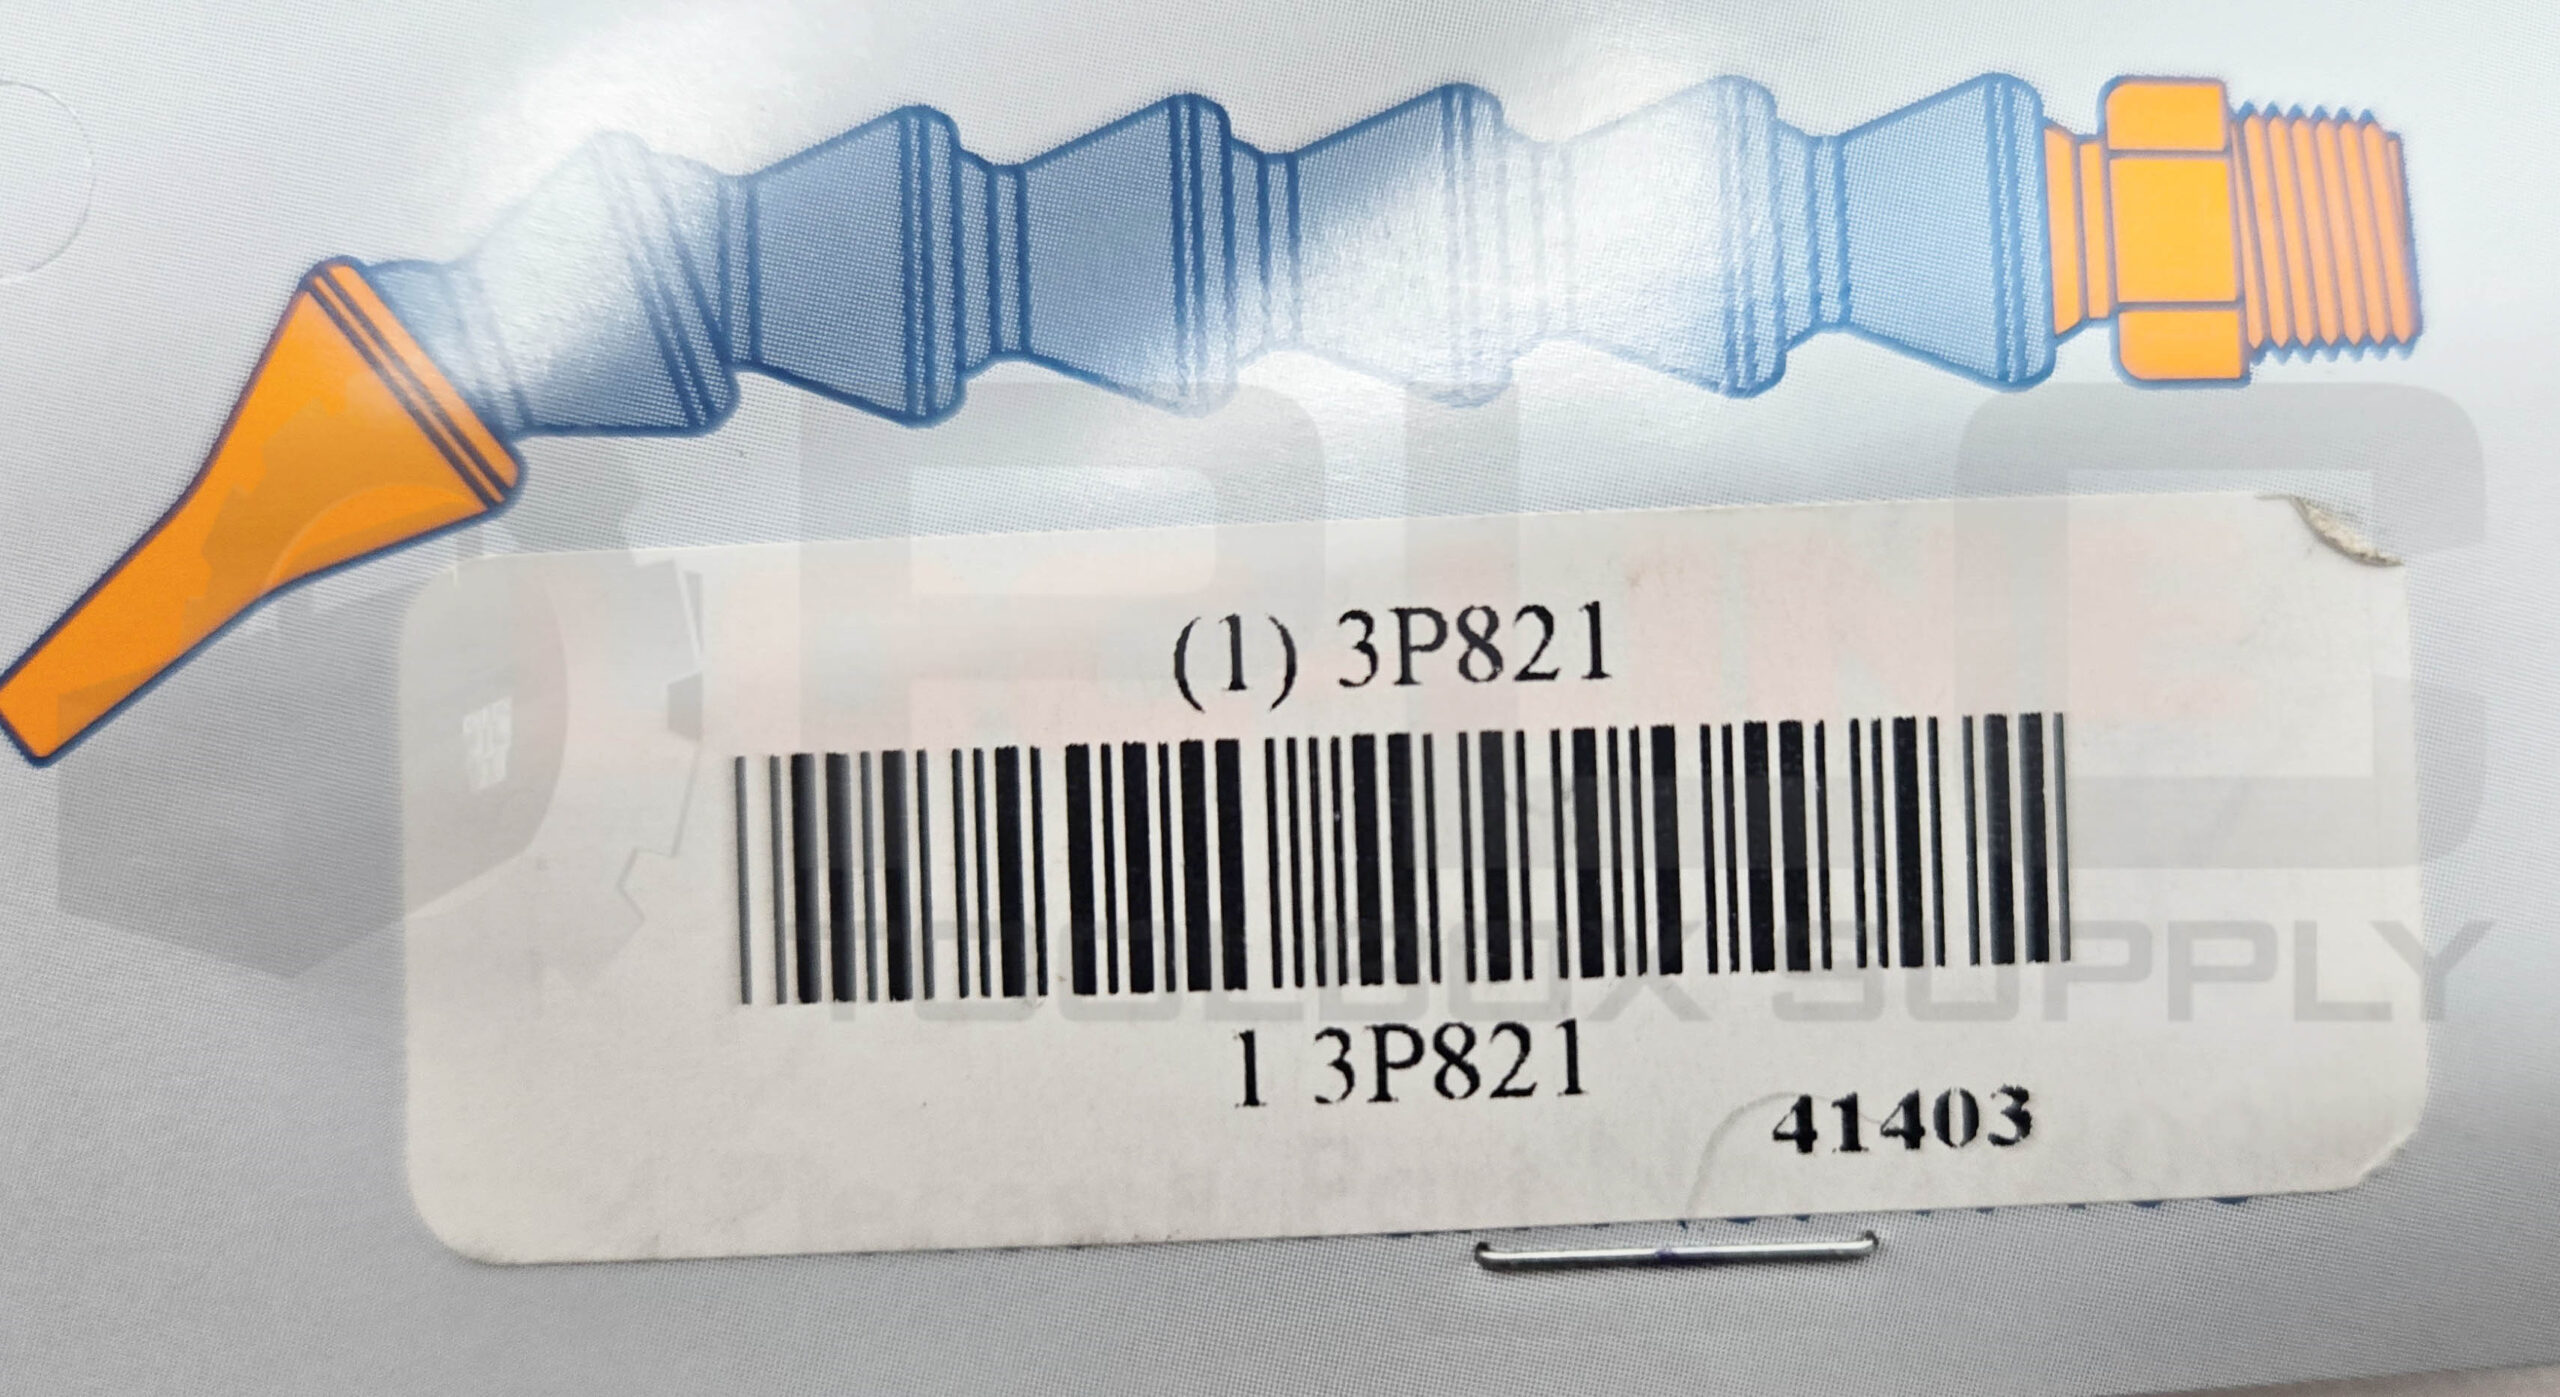 (1) 3P821
1 3P821
41403
TOOLBOX SUPPLY